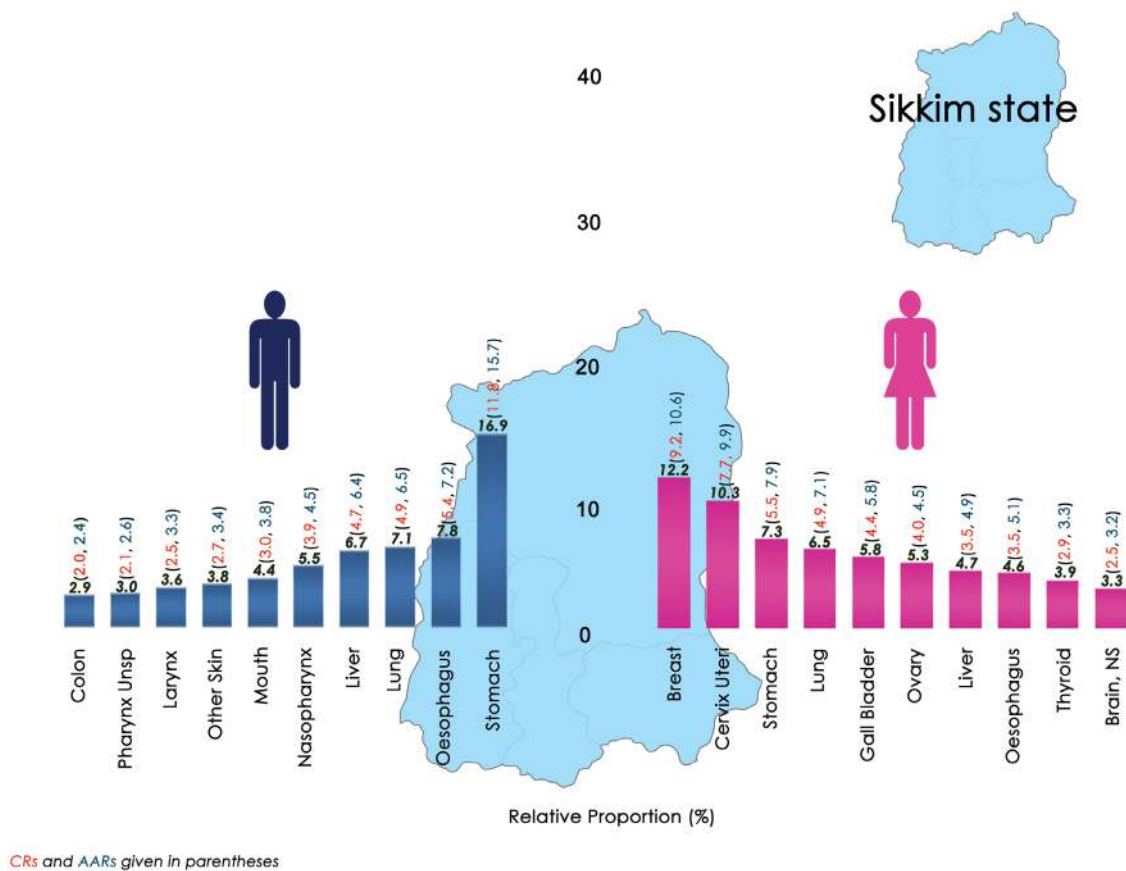 Sikkim state
40
30
20
10
0
2.9 (2.0, 2.4)
3.0 (2.1, 2.6)
3.6 (2.5, 3.3)
3.8 (2.7, 3.4)
4.4 (3.0, 3.8)
5.5 (3.9, 4.5)
6.7 (4.7, 6.4)
7.1 (4.9, 6.5)
7.8 (5.4, 7.2)
16.9 (11.8, 15.7)
12.2 (9.2, 10.6)
10.3 (7.7, 9.9)
7.3 (5.5, 7.9)
6.5 (4.9, 7.1)
5.8 (4.4, 5.8)
5.3 (4.0, 4.5)
4.7 (3.5, 4.9)
4.6 (3.5, 5.1)
3.9 (2.9, 3.3)
3.3 (2.5, 3.2)
Colon
Pharynx Unsp
Larynx
Other Skin
Mouth
Nasopharynx
Liver
Lung
Oesophagus
Stomach
Breast
Cervix Uteri
Stomach
Lung
Gall Bladder
Ovary
Liver
Oesophagus
Thyroid
Brain, NS
Relative Proportion (%)
CRs and AARs given in parentheses